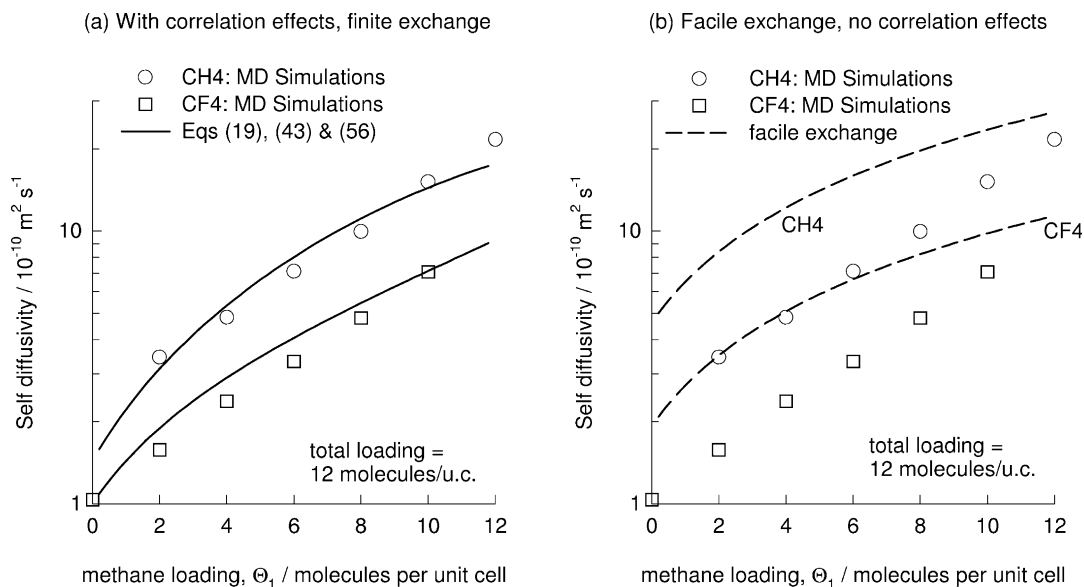 (a) With correlation effects, finite exchange
CH4: MD Simulations
CF4: MD Simulations
Eqs (19), (43) & (56)
10
1
Self diffusivity / 10⁻¹⁰ m² s⁻¹
total loading =
12 molecules/u.c.
0 2 4 6 8 10 12
methane loading, Θ₁ / molecules per unit cell
(b) Facile exchange, no correlation effects
CH4: MD Simulations
CF4: MD Simulations
facile exchange
10
1
Self diffusivity / 10⁻¹⁰ m² s⁻¹
CH4
CF4
total loading =
12 molecules/u.c.
0 2 4 6 8 10 12
methane loading, Θ₁ / molecules per unit cell